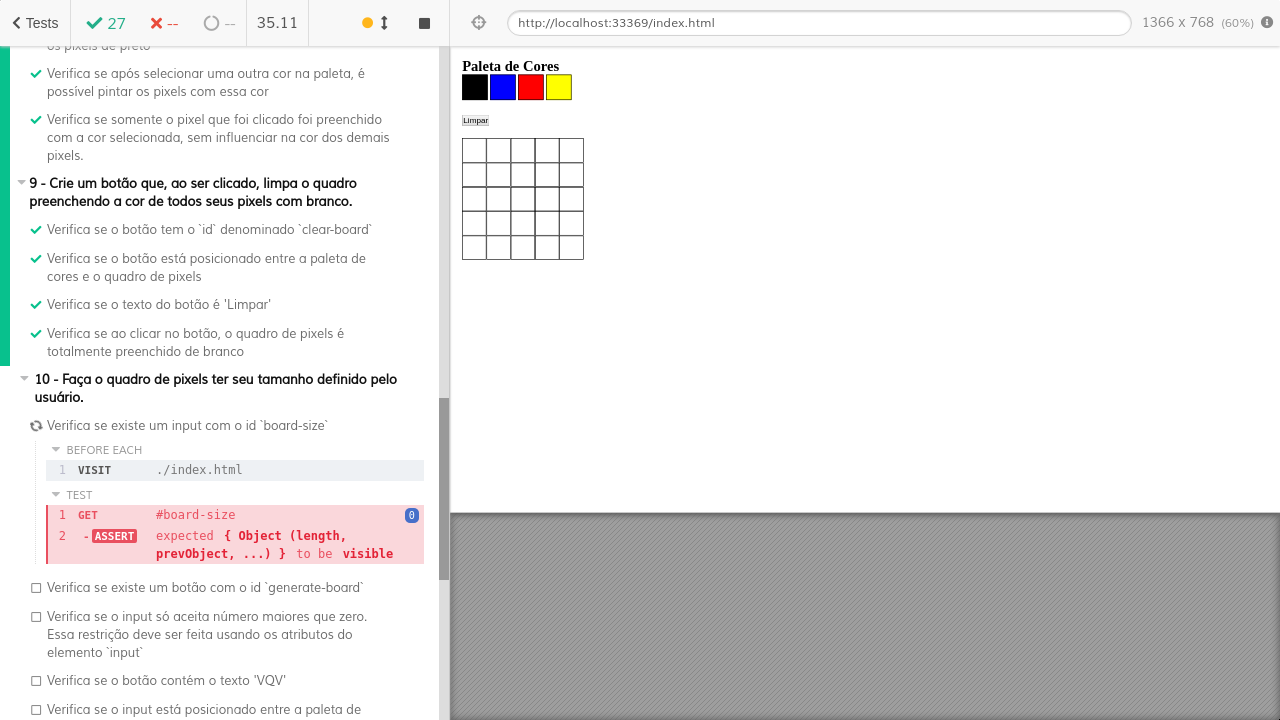 Tests
27
--
--
35.11
http://localhost:33369/index.html
1366 x 768 (60%)
os pixels de preto
Verifica se após selecionar uma outra cor na paleta, é
possível pintar os pixels com essa cor
Verifica se somente o pixel que foi clicado foi preenchido
com a cor selecionada, sem influenciar na cor dos demais
pixels.
9 - Crie um botão que, ao ser clicado, limpa o quadro
preenchendo a cor de todos seus pixels com branco.
Verifica se o botão tem o `id` denominado `clear-board`
Verifica se o botão está posicionado entre a paleta de
cores e o quadro de pixels
Verifica se o texto do botão é 'Limpar'
Verifica se ao clicar no botão, o quadro de pixels é
totalmente preenchido de branco
10 - Faça o quadro de pixels ter seu tamanho definido pelo
usuário.
Verifica se existe um input com o id `board-size`
BEFORE EACH
1 VISIT ./index.html
TEST
1 GET #board-size 0
2 -ASSERT expected { Object (length,
prevObject, ...) } to be visible
Verifica se existe um botão com o id `generate-board`
Verifica se o input só aceita número maiores que zero.
Essa restrição deve ser feita usando os atributos do
elemento `input`
Verifica se o botão contém o texto 'VQV'
Verifica se o input está posicionado entre a paleta de
Paleta de Cores
Limpar